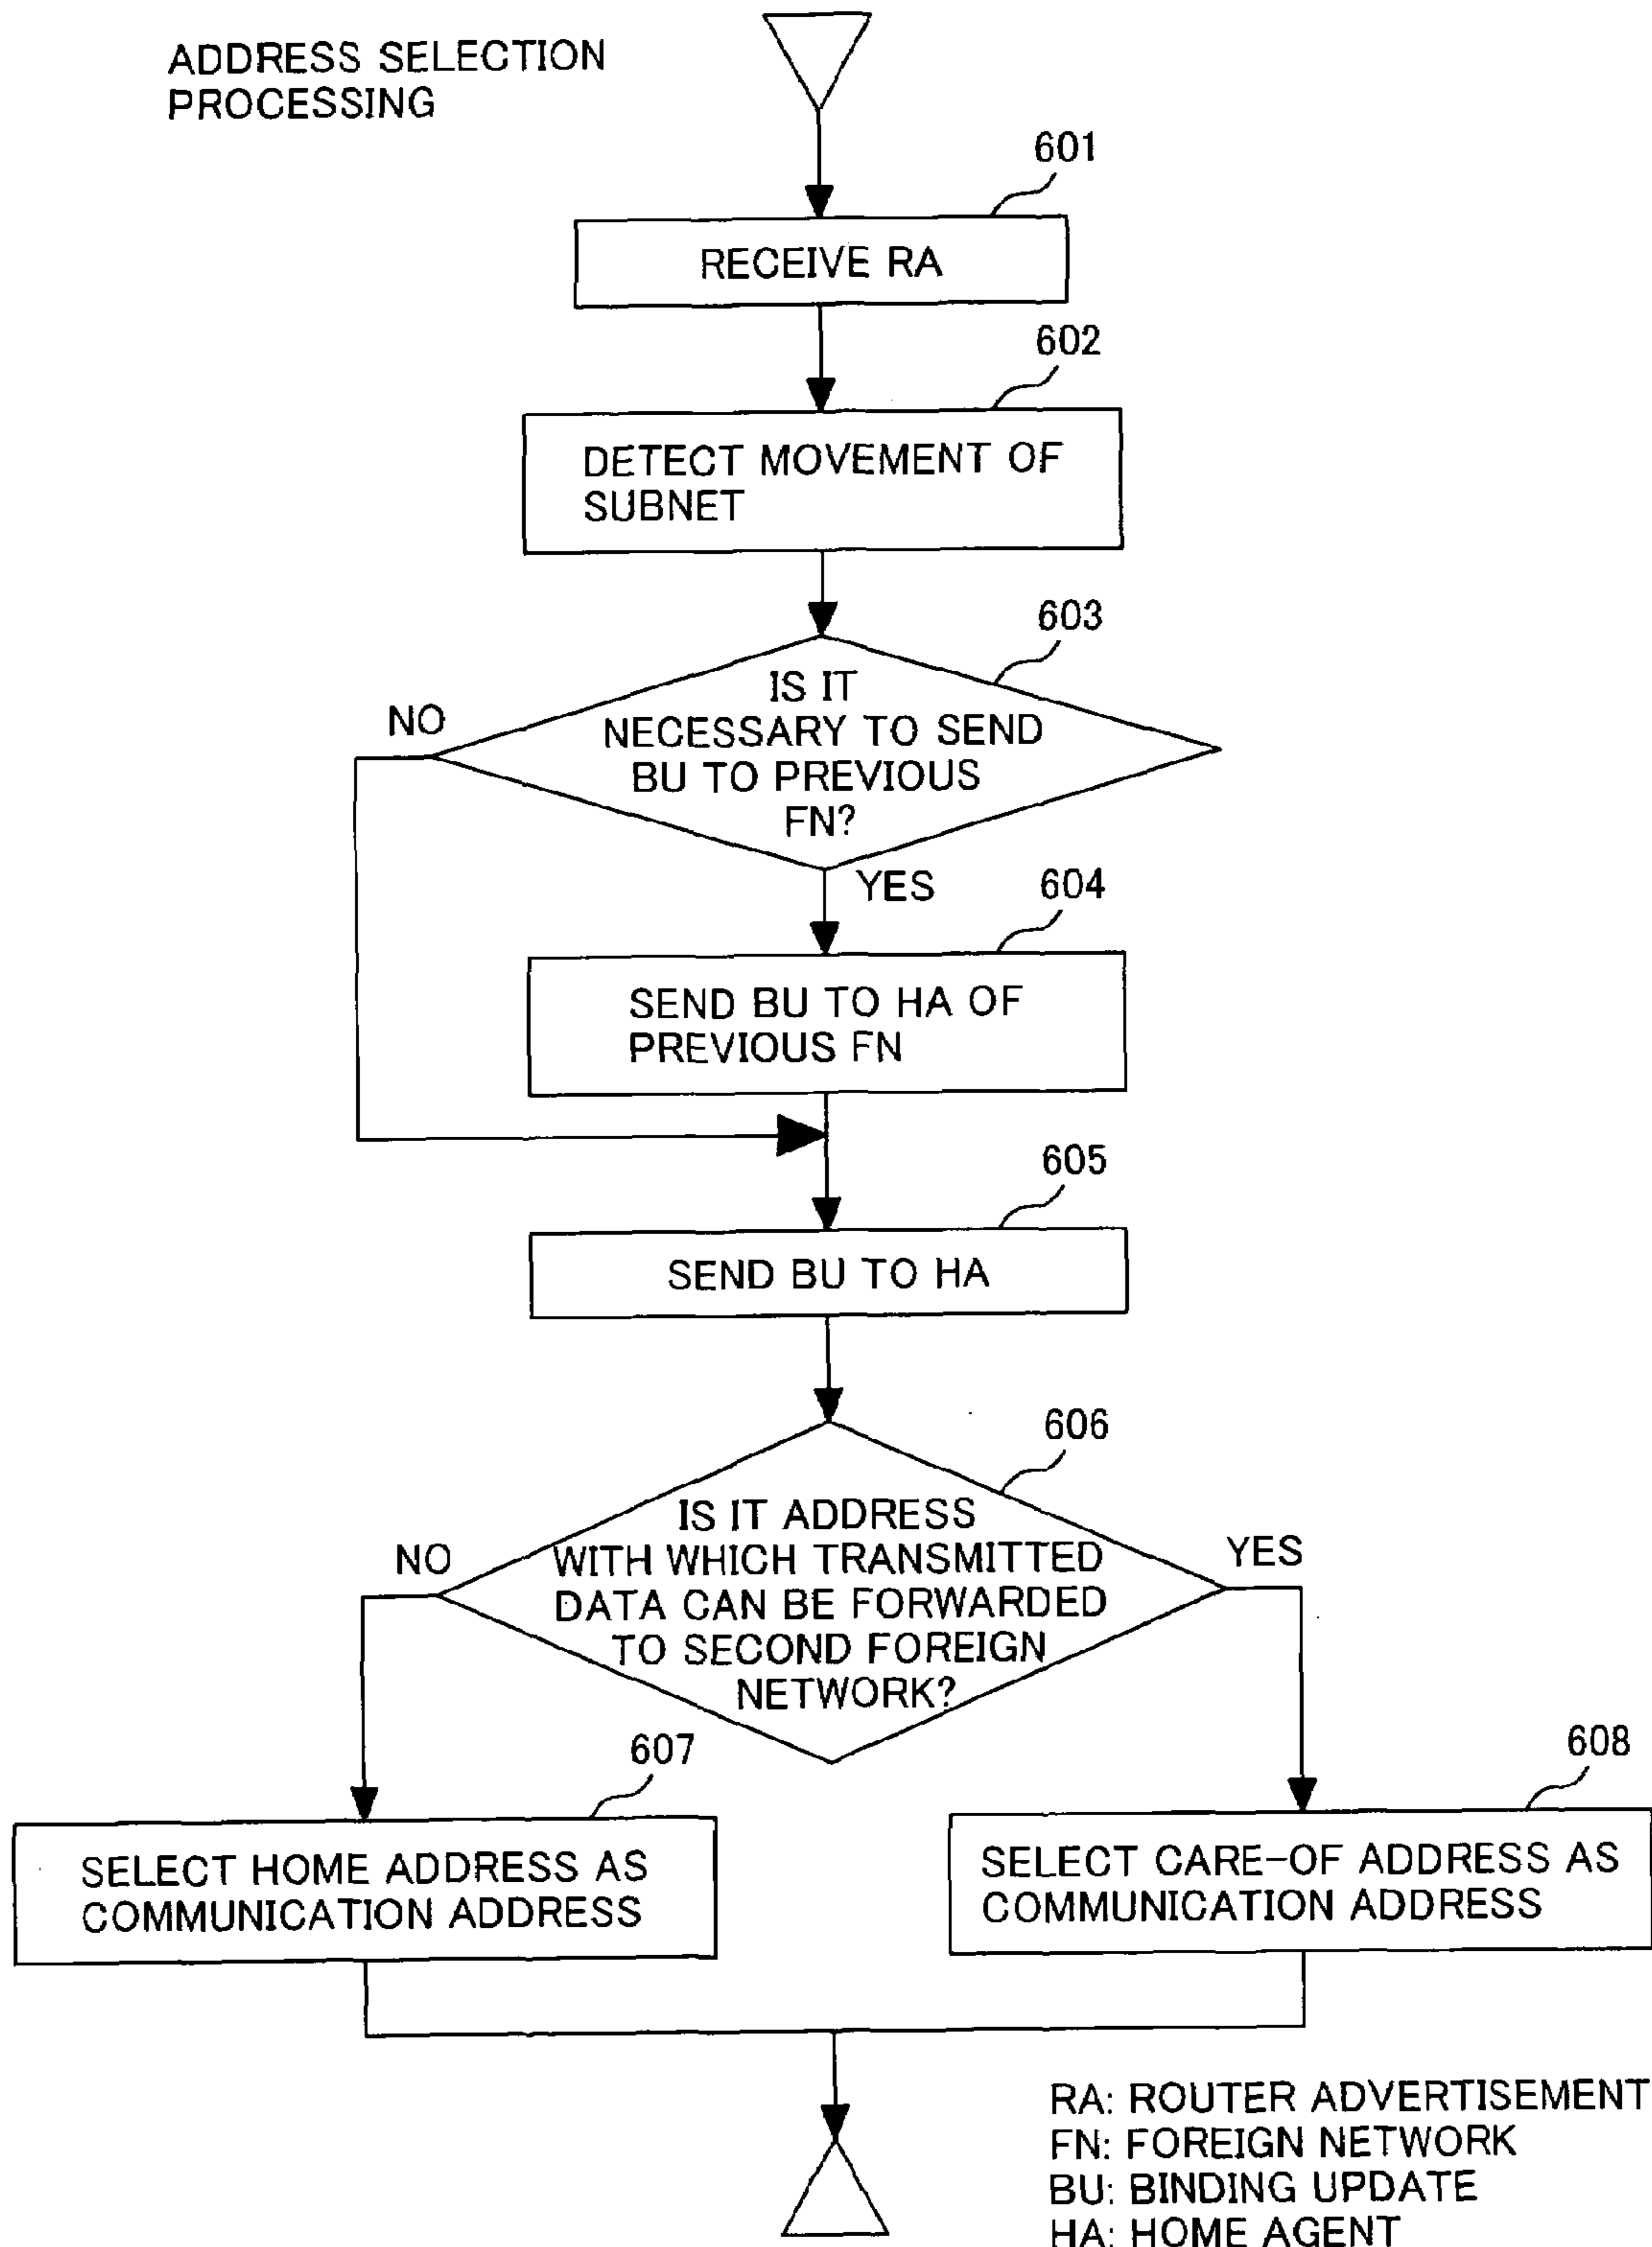 ADDRESS SELECTION
PROCESSING
601
RECEIVE RA
602
DETECT MOVEMENT OF
SUBNET
603
IS IT
NECESSARY TO SEND
BU TO PREVIOUS
FN?
NO
YES
604
SEND BU TO HA OF
PREVIOUS FN
605
SEND BU TO HA
606
IS IT ADDRESS
WITH WHICH TRANSMITTED
DATA CAN BE FORWARDED
TO SECOND FOREIGN
NETWORK?
NO
YES
607
SELECT HOME ADDRESS AS
COMMUNICATION ADDRESS
608
SELECT CARE-OF ADDRESS AS
COMMUNICATION ADDRESS
RA: ROUTER ADVERTISEMENT
FN: FOREIGN NETWORK
BU: BINDING UPDATE
HA: HOME AGENT